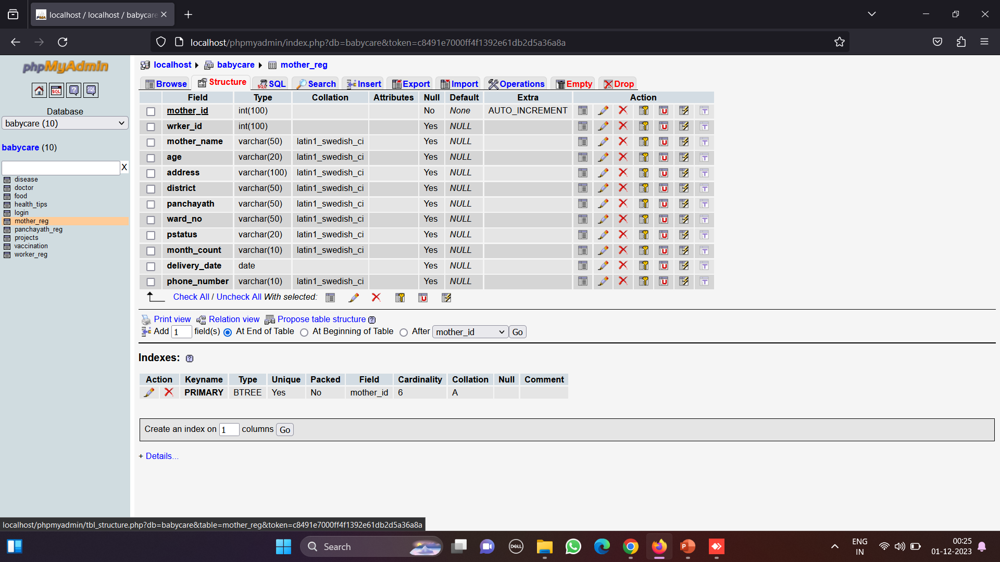 localhost / localhost / babycare
localhost/phpmyadmin/index.php?db=babycare&token=c8491e7000ff4f1392e61db2d5a36a8a
phpMyAdmin
SQL
SQL
Database
babycare (10)
babycare (10)
X
disease
doctor
food
health_tips
login
mother_reg
panchayath_reg
projects
vaccination
worker_reg
localhost babycare mother_reg
Browse Structure SQL Search Insert Export Import Operations Empty Drop
Field Type Collation Attributes Null Default Extra Action
mother_id int(100) No None AUTO_INCREMENT
wrker_id int(100) Yes NULL
mother_name varchar(50) latin1_swedish_ci Yes NULL
age varchar(20) latin1_swedish_ci Yes NULL
address varchar(100) latin1_swedish_ci Yes NULL
district varchar(50) latin1_swedish_ci Yes NULL
panchayath varchar(50) latin1_swedish_ci Yes NULL
ward_no varchar(50) latin1_swedish_ci Yes NULL
pstatus varchar(20) latin1_swedish_ci Yes NULL
month_count varchar(10) latin1_swedish_ci Yes NULL
delivery_date date Yes NULL
phone_number varchar(10) latin1_swedish_ci Yes NULL
Check All / Uncheck All With selected:
Print view Relation view Propose table structure
Add 1 field(s) At End of Table At Beginning of Table After mother_id Go
Indexes:
Action Keyname Type Unique Packed Field Cardinality Collation Null Comment
PRIMARY BTREE Yes No mother_id 6 A
Create an index on 1 columns Go
+ Details...
localhost/phpmyadmin/tbl_structure.php?db=babycare&table=mother_reg&token=c8491e7000ff4f1392e61db2d5a36a8a
Search
DELL
ENG
IN
00:25
01-12-2023